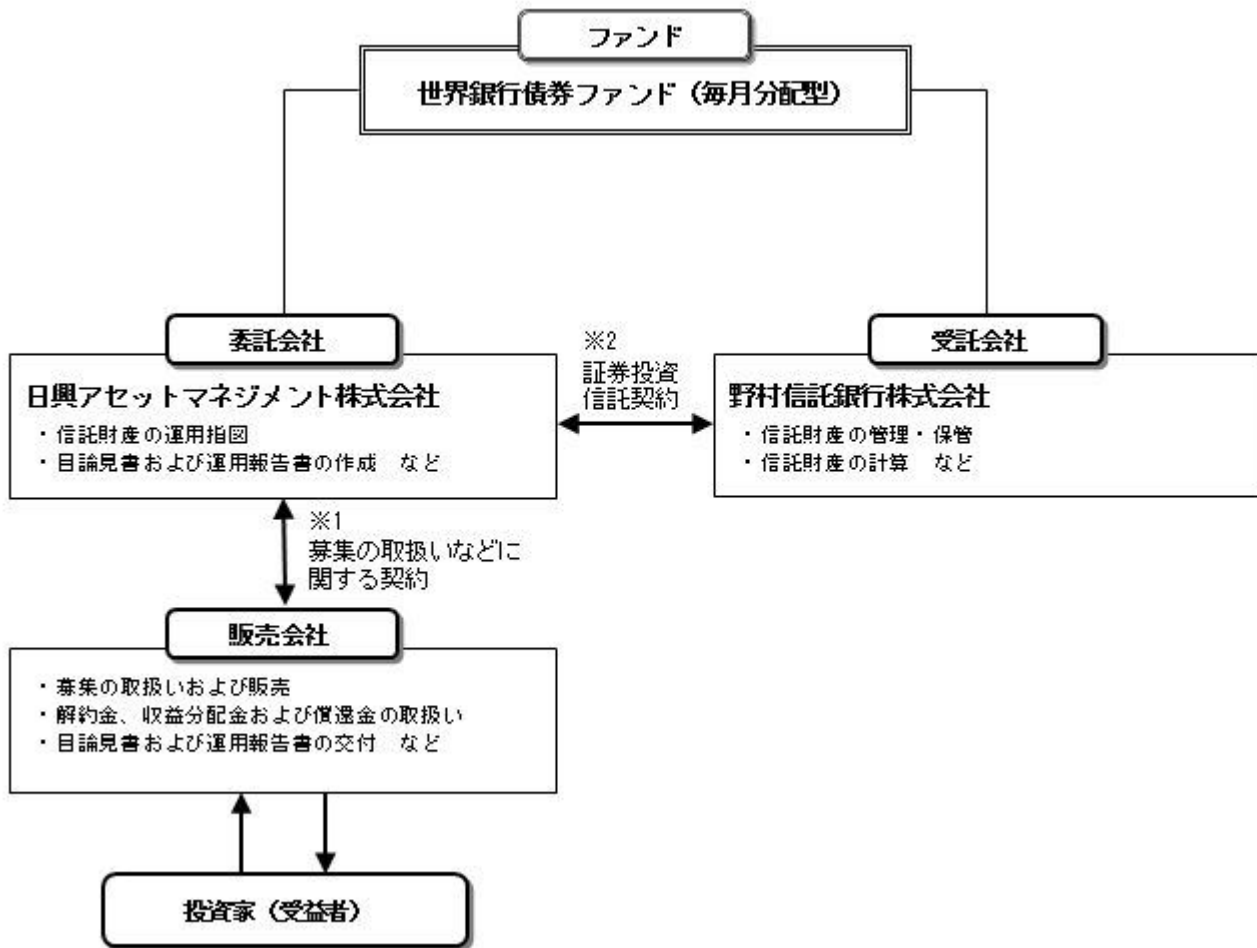 ファンド
世界銀行債券ファンド（毎月分配型）
委託会社
日興アセットマネジメント株式会社
・信託財産の運用指図
・目論見書および運用報告書の作成　など
※2
証券投資
信託契約
受託会社
野村信託銀行株式会社
・信託財産の管理・保管
・信託財産の計算　など
※1
募集の取扱いなどに
関する契約
販売会社
・募集の取扱いおよび販売
・解約金、収益分配金および償還金の取扱い
・目論見書および運用報告書の交付　など
投資家（受益者）